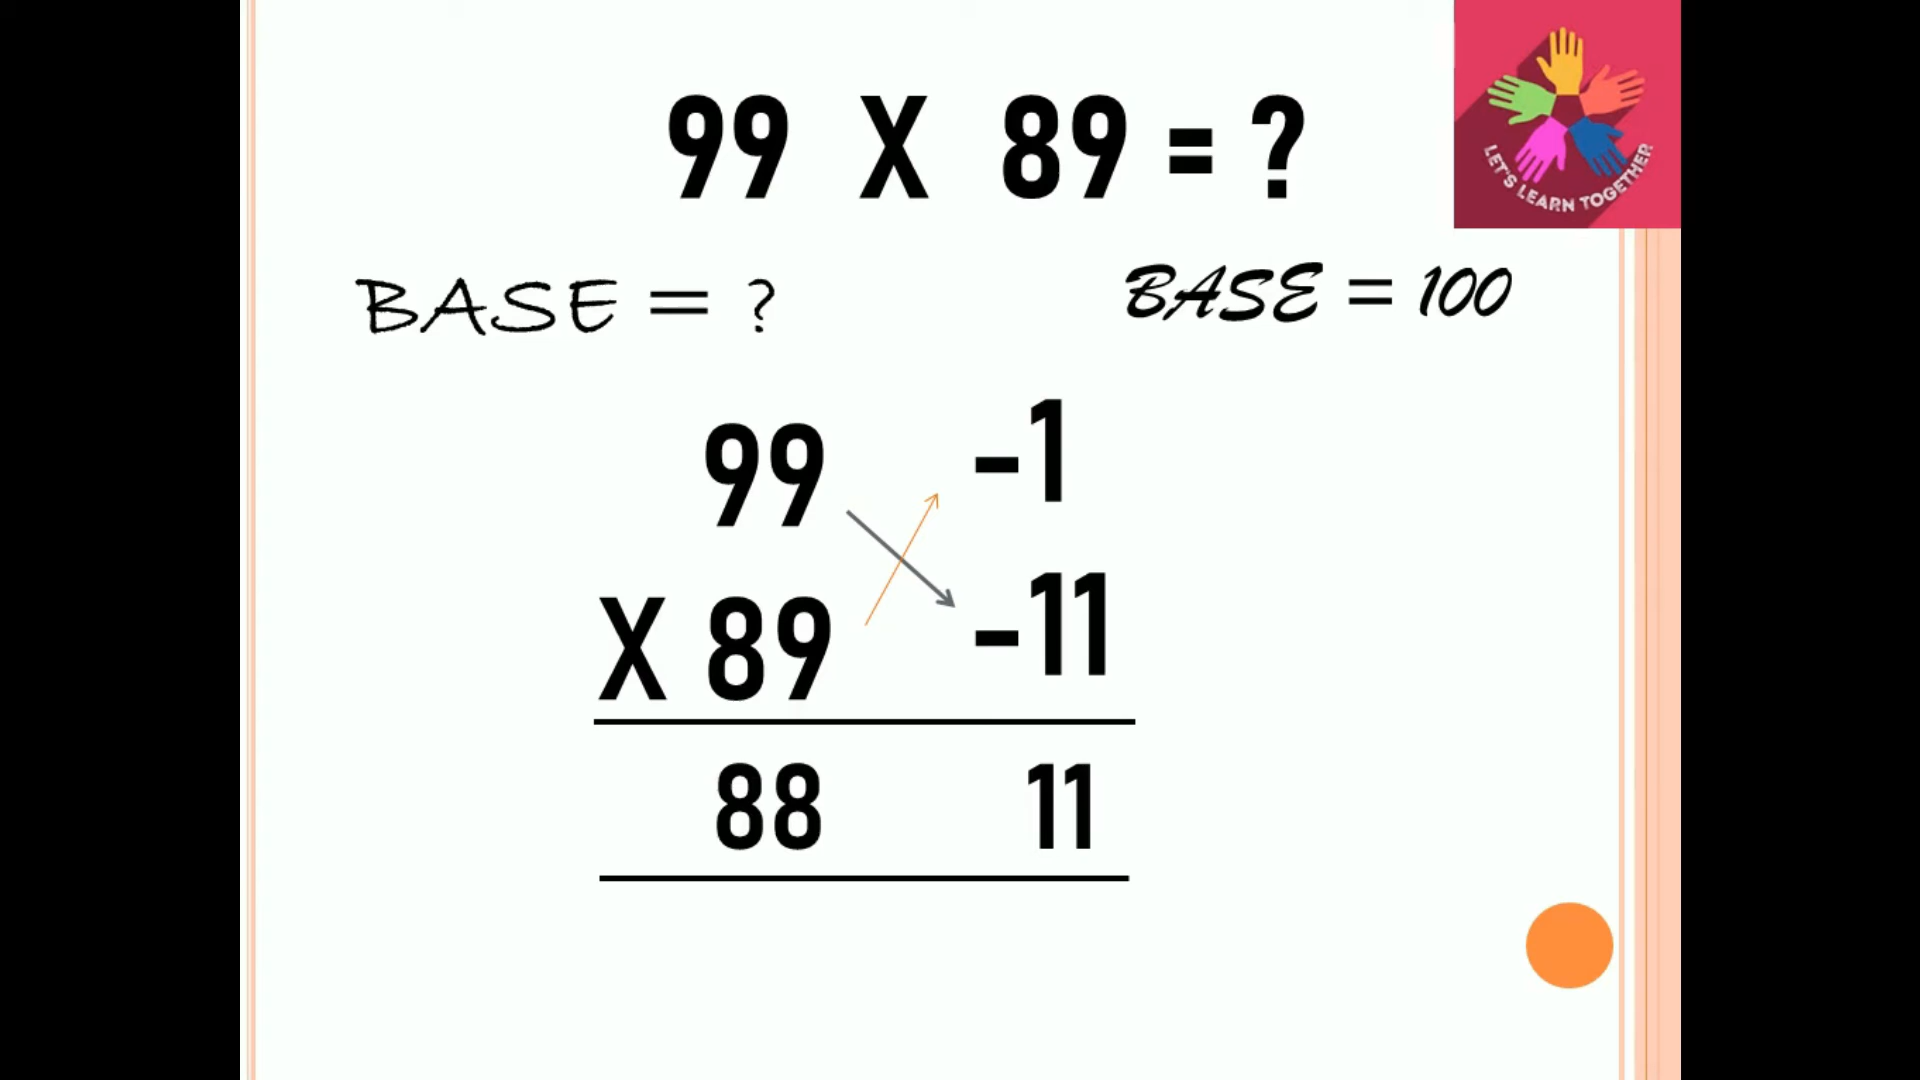 99 X 89 = ?
LET'S LEARN TOGETHER
BASE = ?
BASE = 100
99 -1
X 89 -11
88 11